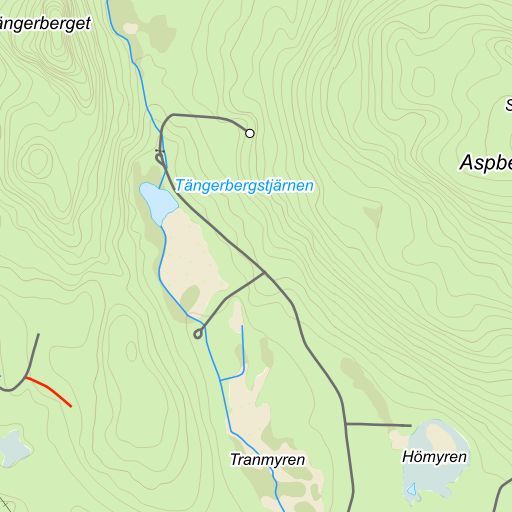 ängerberget
S
Aspbe
Tängerbergstjärnen
Tranmyren
Hömyren